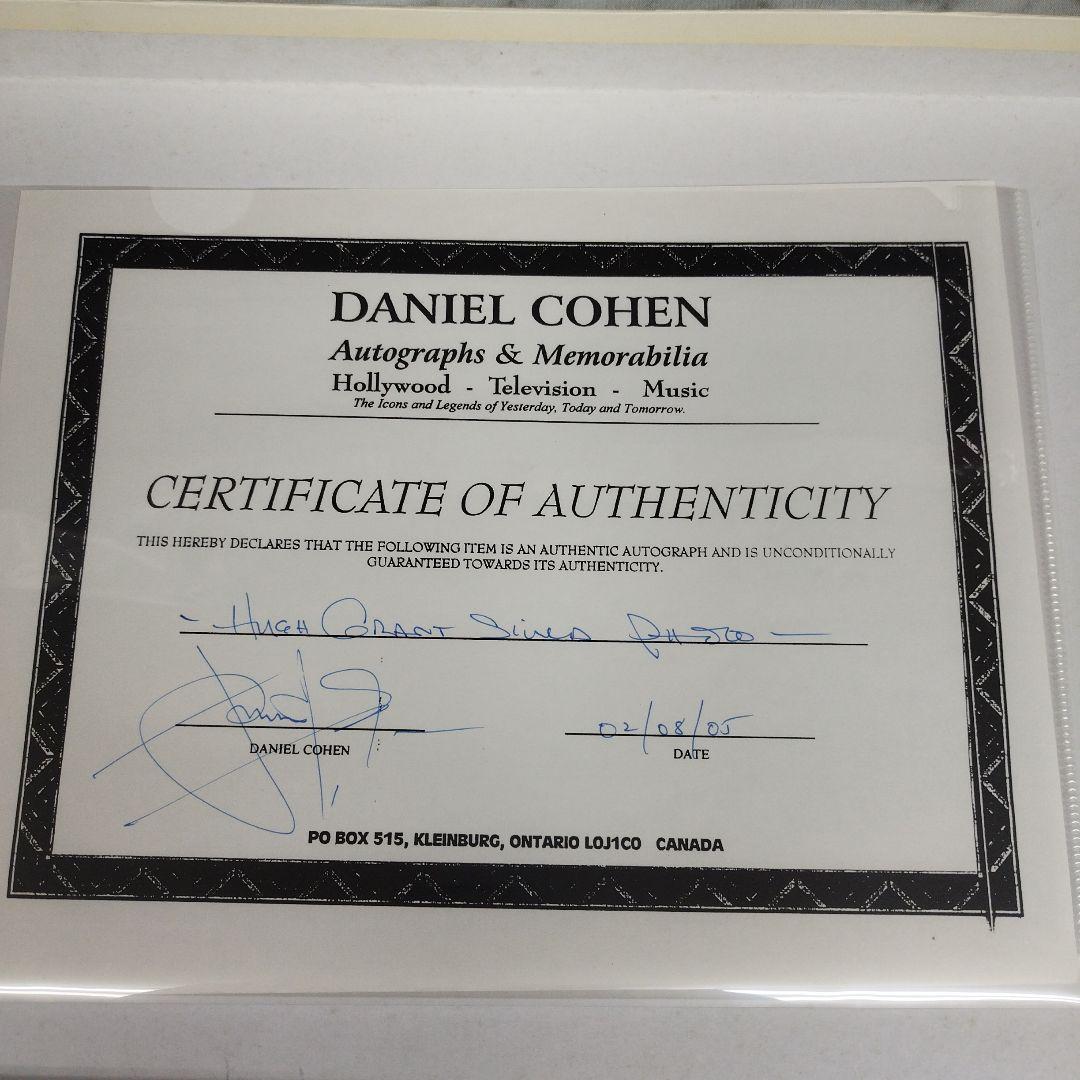 DANIEL COHEN
Autographs & Memorabilia
Hollywood - Television - Music
The Icons and Legends of Yesterday, Today and Tomorrow.
CERTIFICATE OF AUTHENTICITY
THIS HEREBY DECLARES THAT THE FOLLOWING ITEM IS AN AUTHENTIC AUTOGRAPH AND IS UNCONDITIONALLY
GUARANTEED TOWARDS ITS AUTHENTICITY.
- HUGH GRANT SIGNED PHOTO -
02/08/05
DANIEL COHEN
DATE
PO BOX 515, KLEINBURG, ONTARIO L0J1C0 CANADA